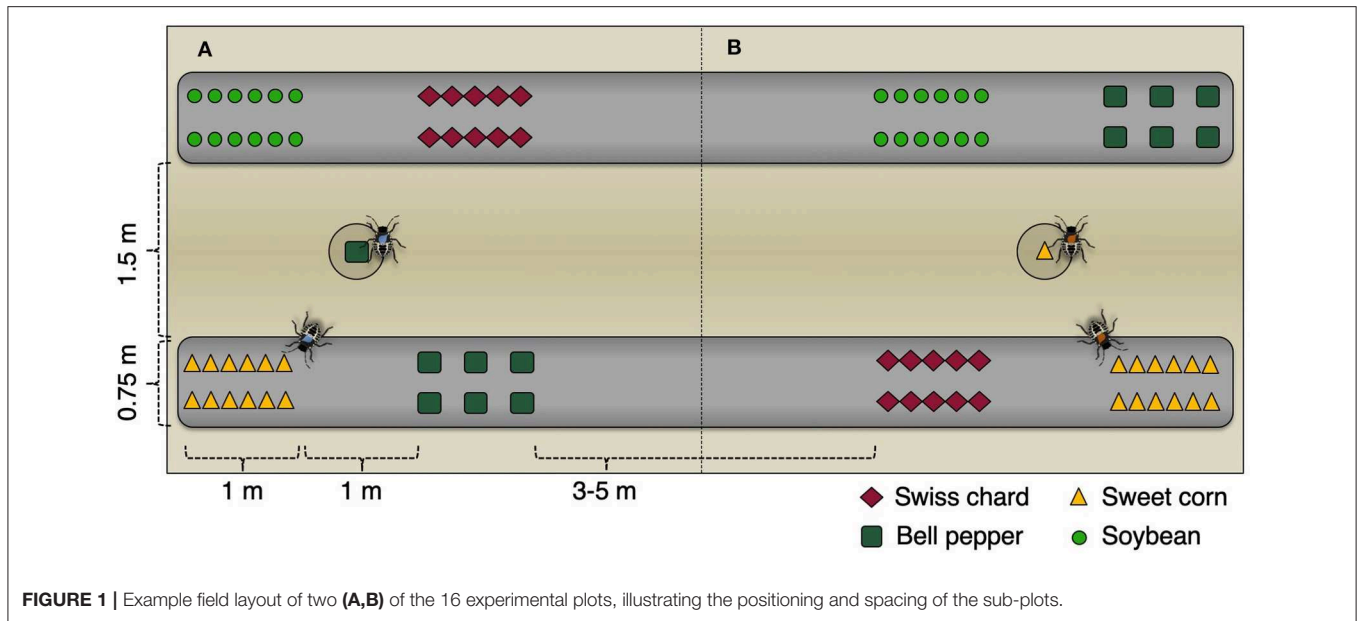 A
B
1.5 m
0.75 m
1 m
1 m
3-5 m
Swiss chard
Sweet corn
Bell pepper
Soybean
FIGURE 1 | Example field layout of two (A,B) of the 16 experimental plots, illustrating the positioning and spacing of the sub-plots.